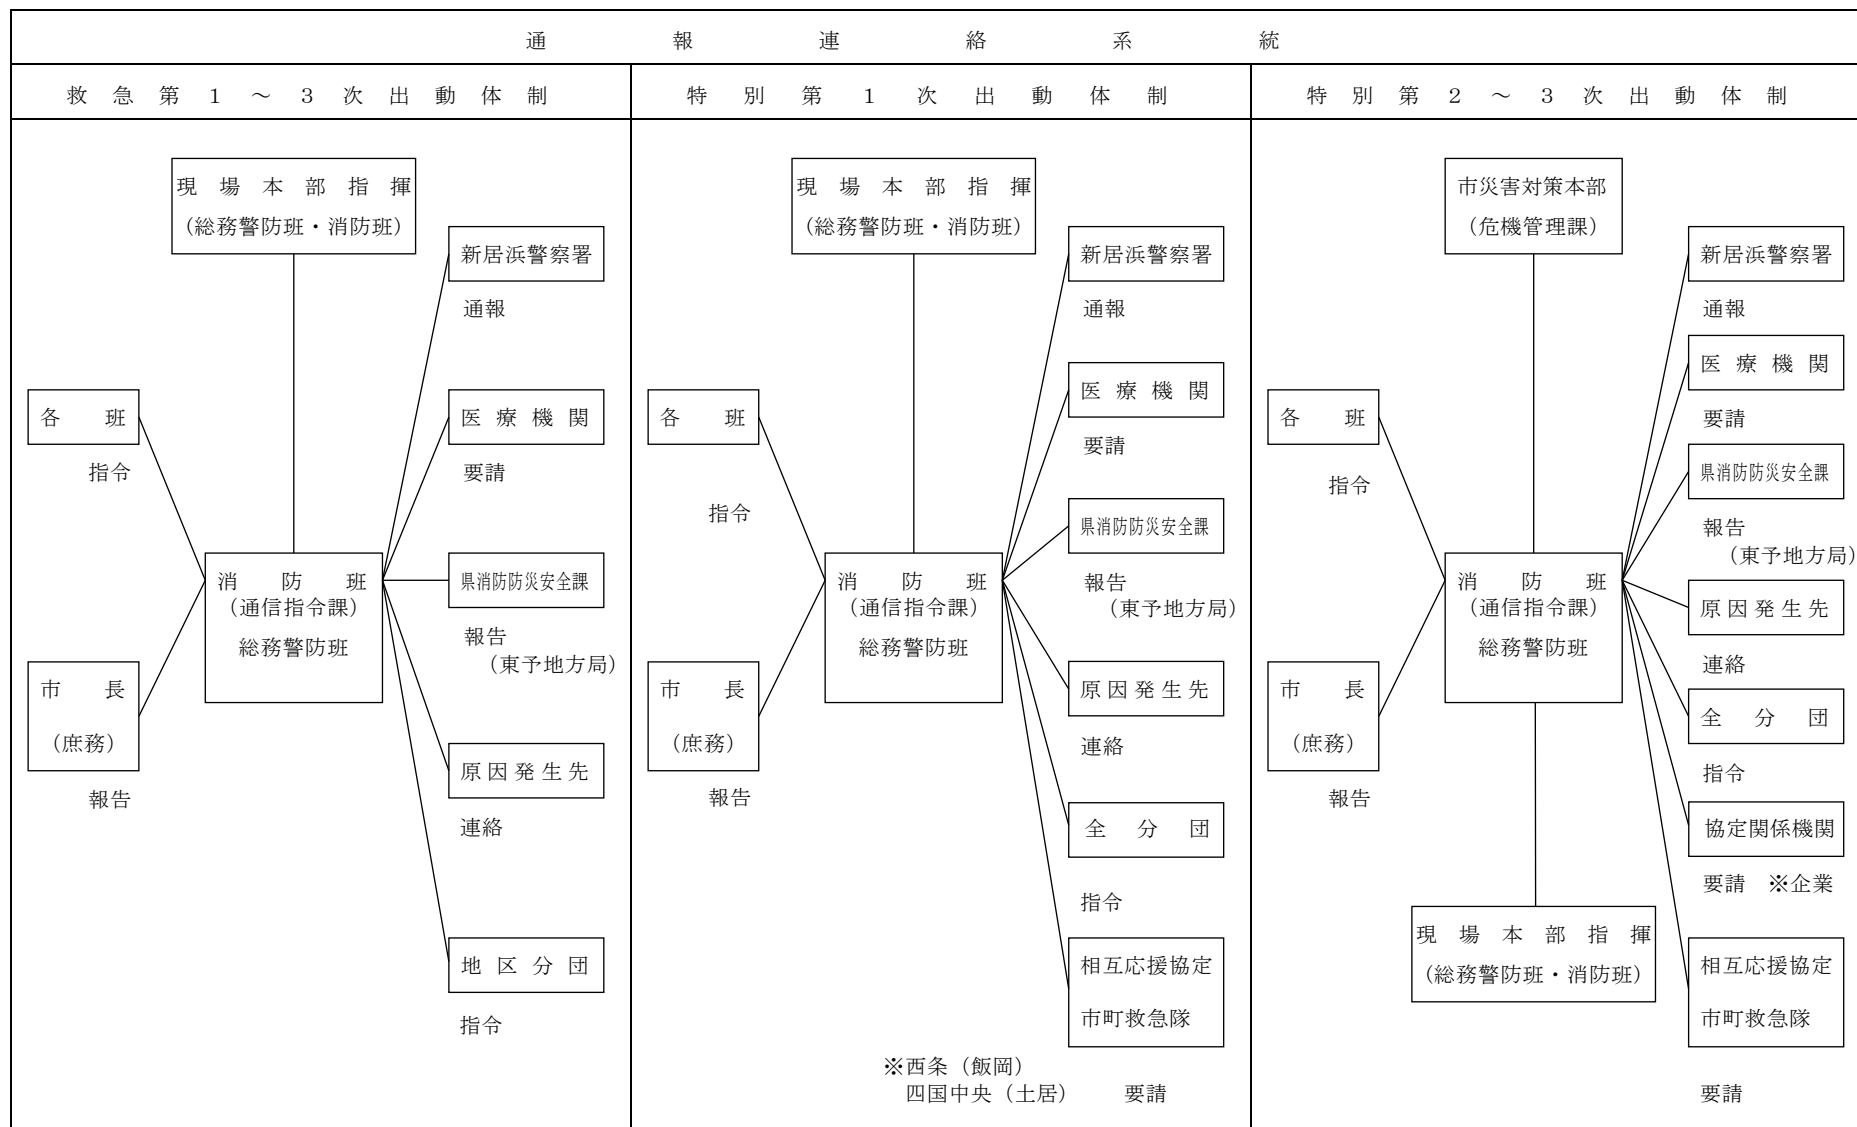 通報連絡系統
救急第１～３次出動体制
特別第１次出動体制
特別第２～３次出動体制
現場本部指揮
（総務警防班・消防班）
新居浜警察署
通報
各班
指令
医療機関
要請
消防班
（通信指令課）
総務警防班
県消防防災安全課
報告
（東予地方局）
市長
（庶務）
報告
原因発生先
連絡
地区分団
指令
現場本部指揮
（総務警防班・消防班）
新居浜警察署
通報
各班
指令
医療機関
要請
県消防防災安全課
報告
（東予地方局）
消防班
（通信指令課）
総務警防班
市長
（庶務）
報告
原因発生先
連絡
全分団
指令
相互応援協定
市町救急隊
※西条（飯岡）
四国中央（土居）
要請
市災害対策本部
（危機管理課）
新居浜警察署
通報
医療機関
要請
各班
指令
県消防防災安全課
報告
（東予地方局）
消防班
（通信指令課）
総務警防班
原因発生先
連絡
市長
（庶務）
報告
全分団
指令
協定関係機関
要請　※企業
現場本部指揮
（総務警防班・消防班）
相互応援協定
市町救急隊
要請